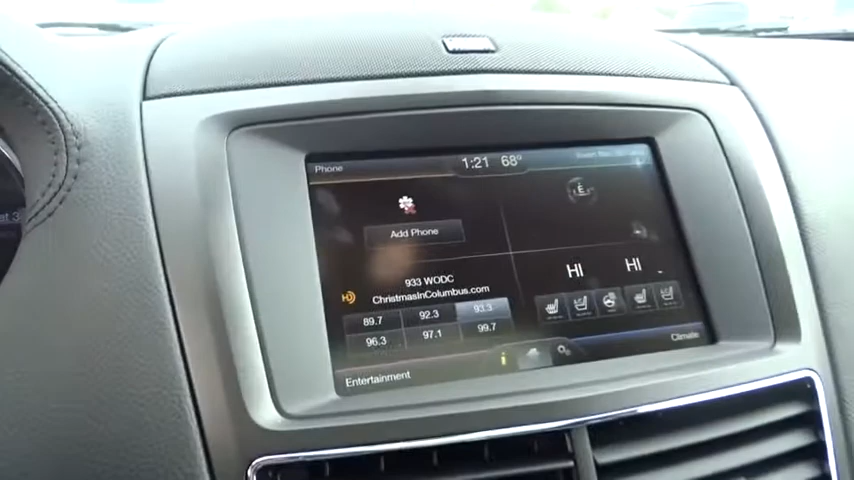 Phone
1:21 68°
E
Add Phone
HI HI
933 WODC
ChristmasInColumbus.com
89.7 92.3 93.3
96.3 97.1 99.7
Climate
Entertainment